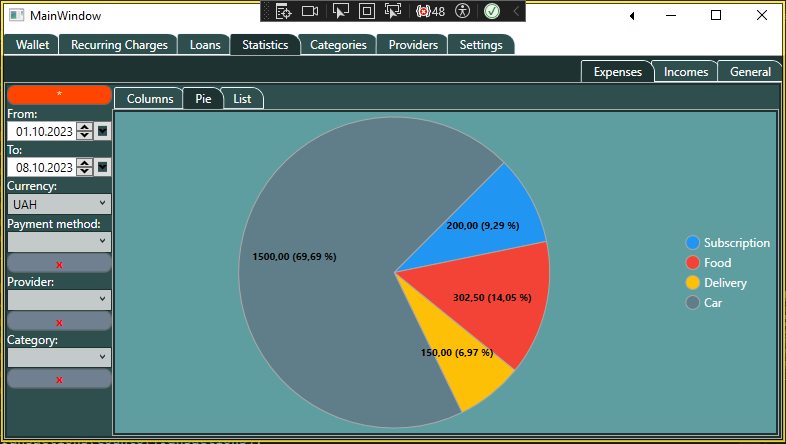 MainWindow
48
Wallet Recurring Charges Loans Statistics Categories Providers Settings
Expenses Incomes General
*
Columns Pie List
From:
01.10.2023
To:
08.10.2023
Currency:
UAH
Payment method:
x
Provider:
x
Category:
x
200,00 (9,29 %)
1500,00 (69,69 %)
302,50 (14,05 %)
150,00 (6,97 %)
Subscription
Food
Delivery
Car